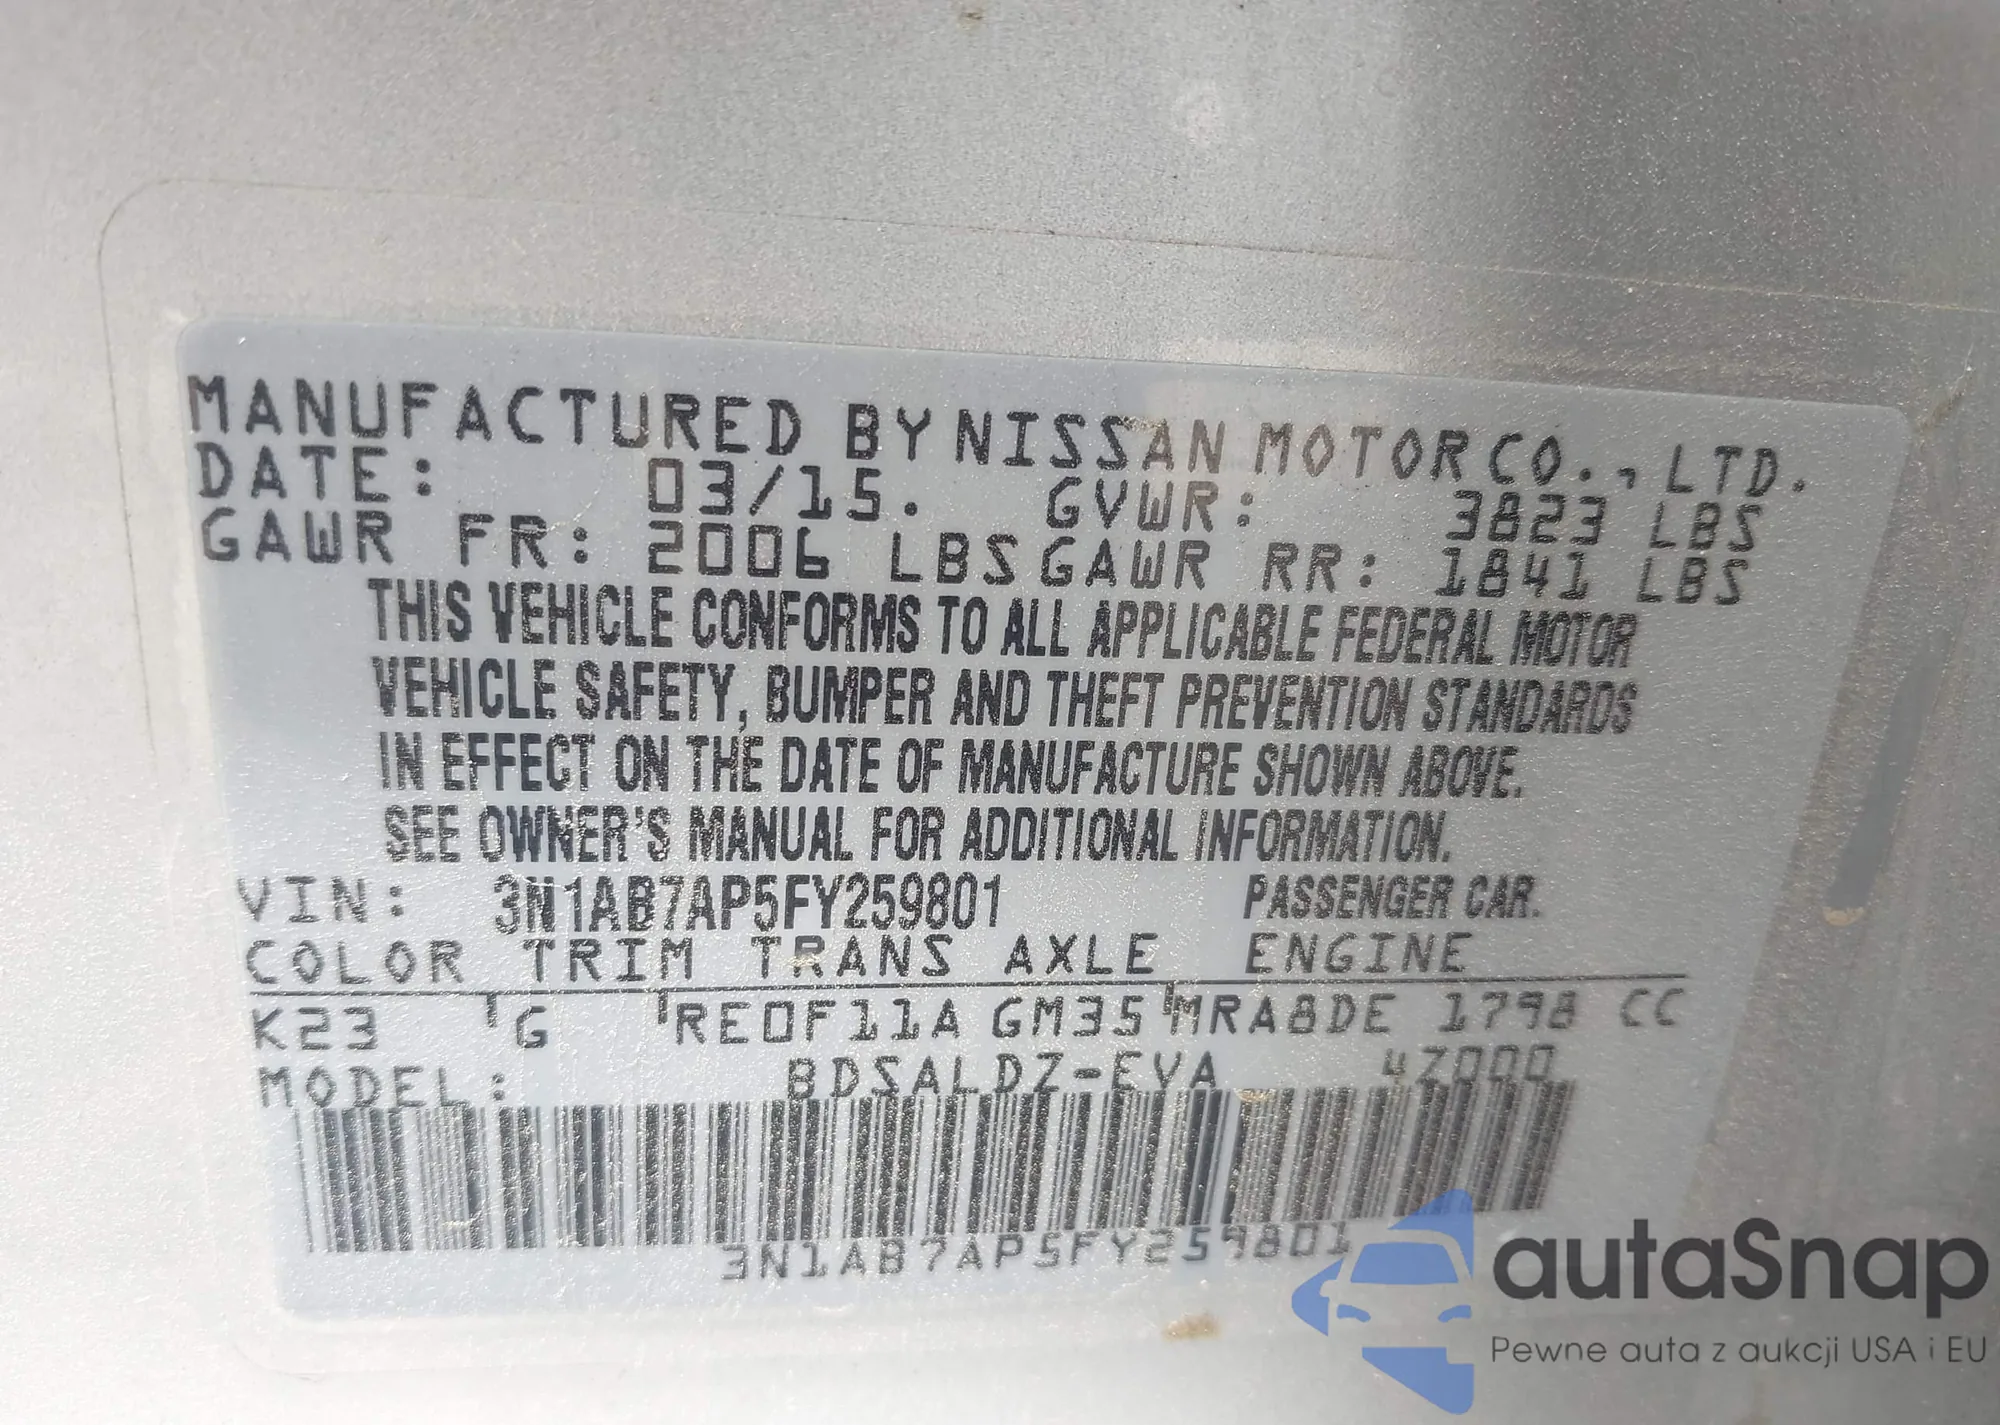 MANUFACTURED BY NISSAN MOTOR CO., LTD.
DATE: 03/15. GVWR: 3823 LBS
GAWR FR: 2006 LBS GAWR RR: 1841 LBS
THIS VEHICLE CONFORMS TO ALL APPLICABLE FEDERAL MOTOR
VEHICLE SAFETY, BUMPER AND THEFT PREVENTION STANDARDS
IN EFFECT ON THE DATE OF MANUFACTURE SHOWN ABOVE.
SEE OWNER'S MANUAL FOR ADDITIONAL INFORMATION.
VIN: 3N1AB7AP5FY259801 PASSENGER CAR.
COLOR TRIM TRANS AXLE ENGINE
K23 G RE0F11A GM35 MRA8DE 1798 CC
MODEL: BDSALDZ-EVA 47000
3N1AB7AP5FY259801
autaSnap
Pewne auta z aukcji USA i EU